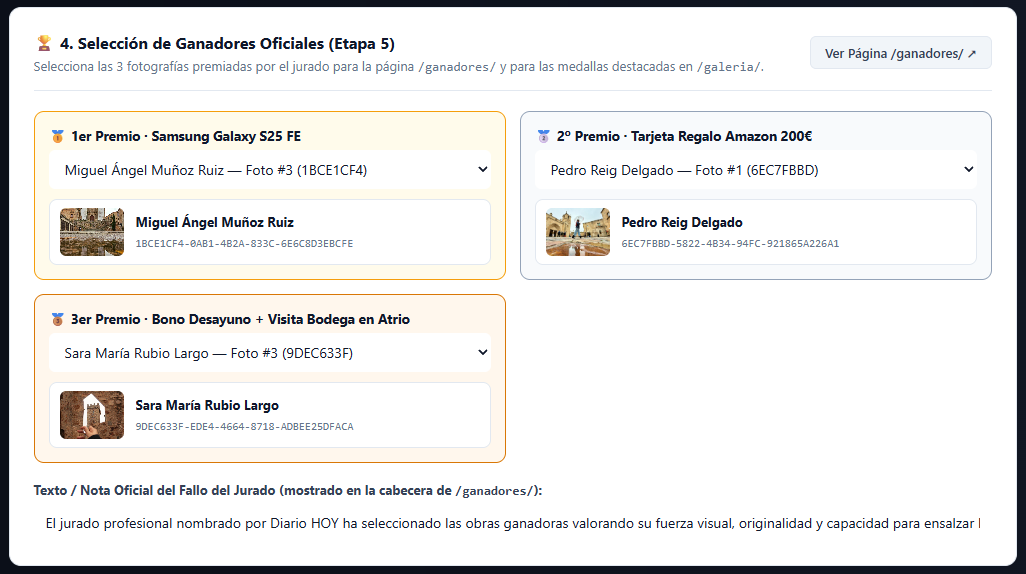 4. Selección de Ganadores Oficiales (Etapa 5)
Selecciona las 3 fotografías premiadas por el jurado para la página /ganadores/ y para las medallas destacadas en /galeria/.
Ver Página /ganadores/ ↗
1er Premio · Samsung Galaxy S25 FE
Miguel Ángel Muñoz Ruiz — Foto #3 (1BCE1CF4)
Miguel Ángel Muñoz Ruiz
1BCE1CF4-0AB1-4B2A-833C-6E6C8D3EBCFE
2º Premio · Tarjeta Regalo Amazon 200€
Pedro Reig Delgado — Foto #1 (6EC7FBBD)
Pedro Reig Delgado
6EC7FBBD-5822-4B34-94FC-921865A226A1
3er Premio · Bono Desayuno + Visita Bodega en Atrio
Sara María Rubio Largo — Foto #3 (9DEC633F)
Sara María Rubio Largo
9DEC633F-EDE4-4664-8718-ADBEE25DFACA
Texto / Nota Oficial del Fallo del Jurado (mostrado en la cabecera de /ganadores/):
El jurado profesional nombrado por Diario HOY ha seleccionado las obras ganadoras valorando su fuerza visual, originalidad y capacidad para ensalzar